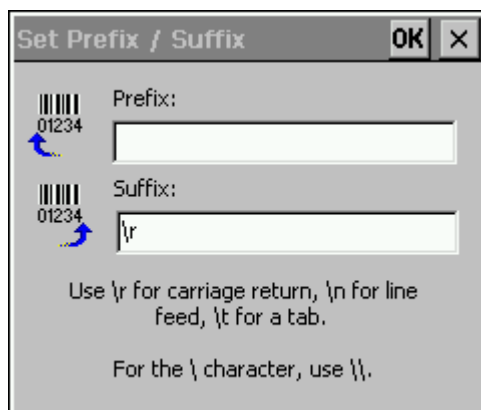 Set Prefix / Suffix OK ×
Prefix:
01234
Suffix:
01234
\r
Use \r for carriage return, \n for line
feed, \t for a tab.
For the \ character, use \\.